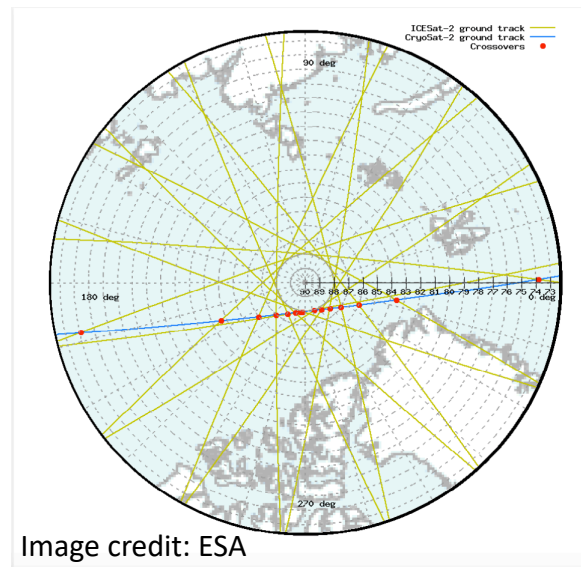 ICESat-2 ground track
CryoSat-2 ground track
Crossovers
90 deg
180 deg
90 89 88 87 86 85 84 83 82 81 80 79 78 77 76 75 74 73
0 deg
270 deg
Image credit: ESA